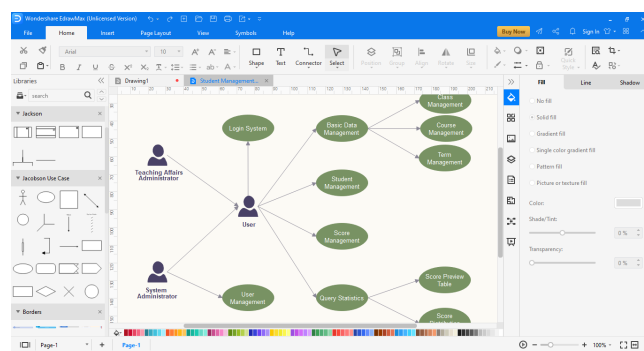 Wondershare EdrawMax (Unlicensed Version)
File Home Insert Page Layout View Symbols Help
Buy Now Sign In
Arial 10
Shape Text Connector Select Position Group Align Rotate Size Quick Style
Libraries
Drawing1 Student Management...
search
Jackson
Jacobson Use Case
Borders
Class
Management
Login System
Basic Data
Management
Course
Management
Term
Management
Teaching Affairs
Administrator
Student
Management
User
Score
Management
System
Administrator
User
Management
Query Statistics
Score Preview
Table
Score
Fill Line Shadow
No fill
Solid fill
Gradient fill
Single color gradient fill
Pattern fill
Picture or texture fill
Color:
Shade/Tint:
0 %
Transparency:
0 %
Page-1 Page-1 100%